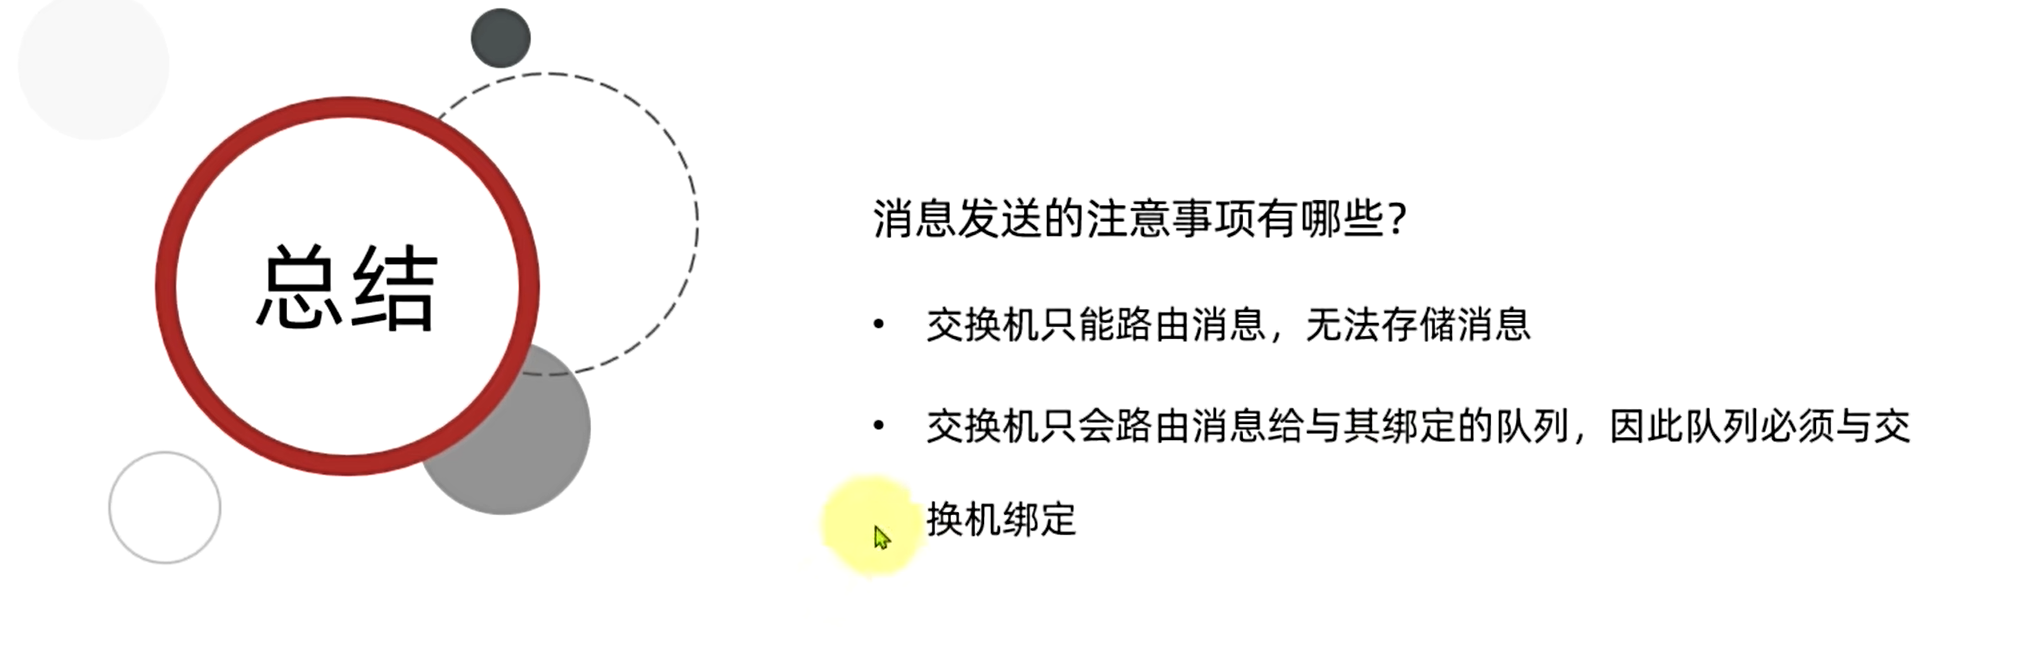 总结
消息发送的注意事项有哪些？
• 交换机只能路由消息，无法存储消息
• 交换机只会路由消息给与其绑定的队列，因此队列必须与交
换机绑定